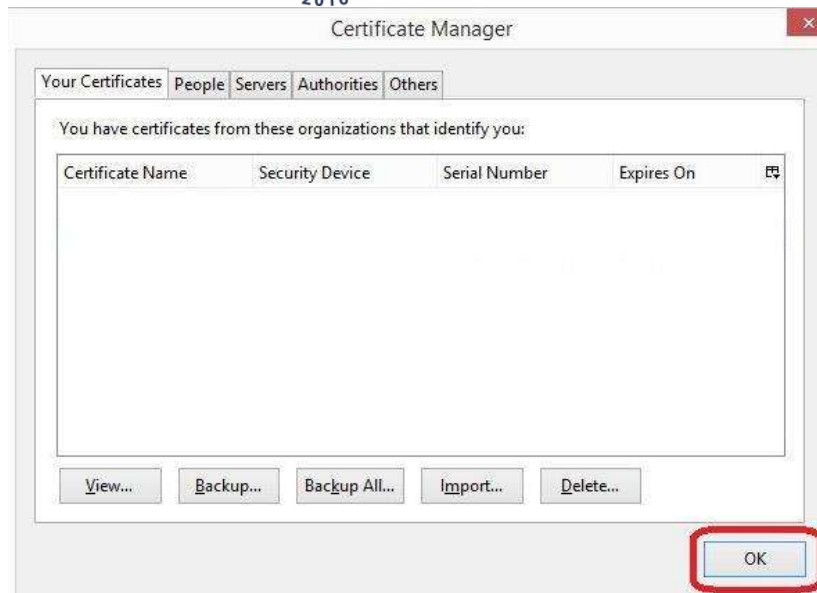 2016
Certificate Manager
Your Certificates People Servers Authorities Others
You have certificates from these organizations that identify you:
Certificate Name Security Device Serial Number Expires On
View... Backup... Backup All... Import... Delete...
OK